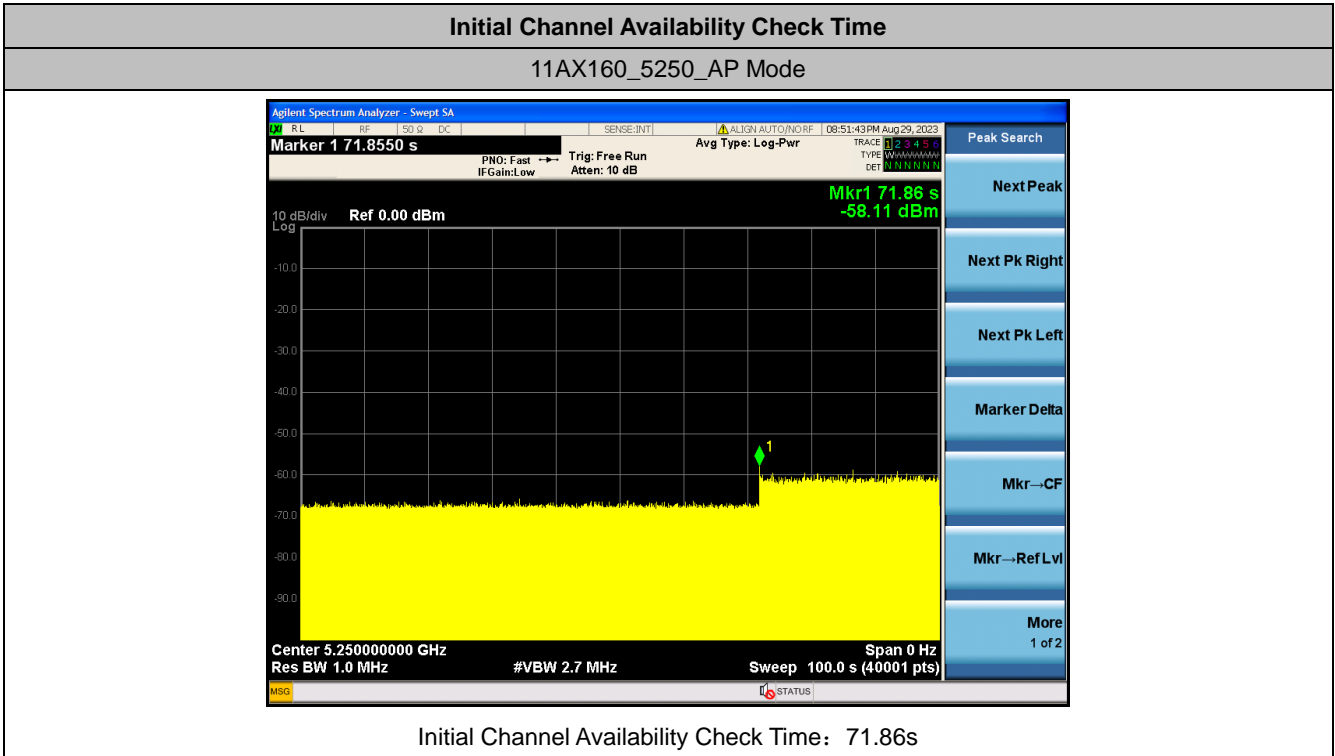 Initial Channel Availability Check Time
11AX160_5250_AP Mode
Agilent Spectrum Analyzer - Swept SA
LXI RL RF 50 Ω DC SENSE:INT ALIGN AUTO/NO RF 08:51:43 PM Aug 29, 2023
Marker 1 71.8550 s
PNO: Fast Trig: Free Run Avg Type: Log-Pwr TRACE 1 2 3 4 5 6
TYPE W
IFGain:Low Atten: 10 dB DET N N N N N N
Mkr1 71.86 s
-58.11 dBm
10 dB/div Ref 0.00 dBm
Log
-10.0
-20.0
-30.0
-40.0
-50.0
1
-60.0
-70.0
-80.0
-90.0
Center 5.250000000 GHz Span 0 Hz
Res BW 1.0 MHz #VBW 2.7 MHz Sweep 100.0 s (40001 pts)
MSG STATUS
Peak Search
Next Peak
Next Pk Right
Next Pk Left
Marker Delta
Mkr→CF
Mkr→Ref Lvl
More
1 of 2
Initial Channel Availability Check Time：71.86s